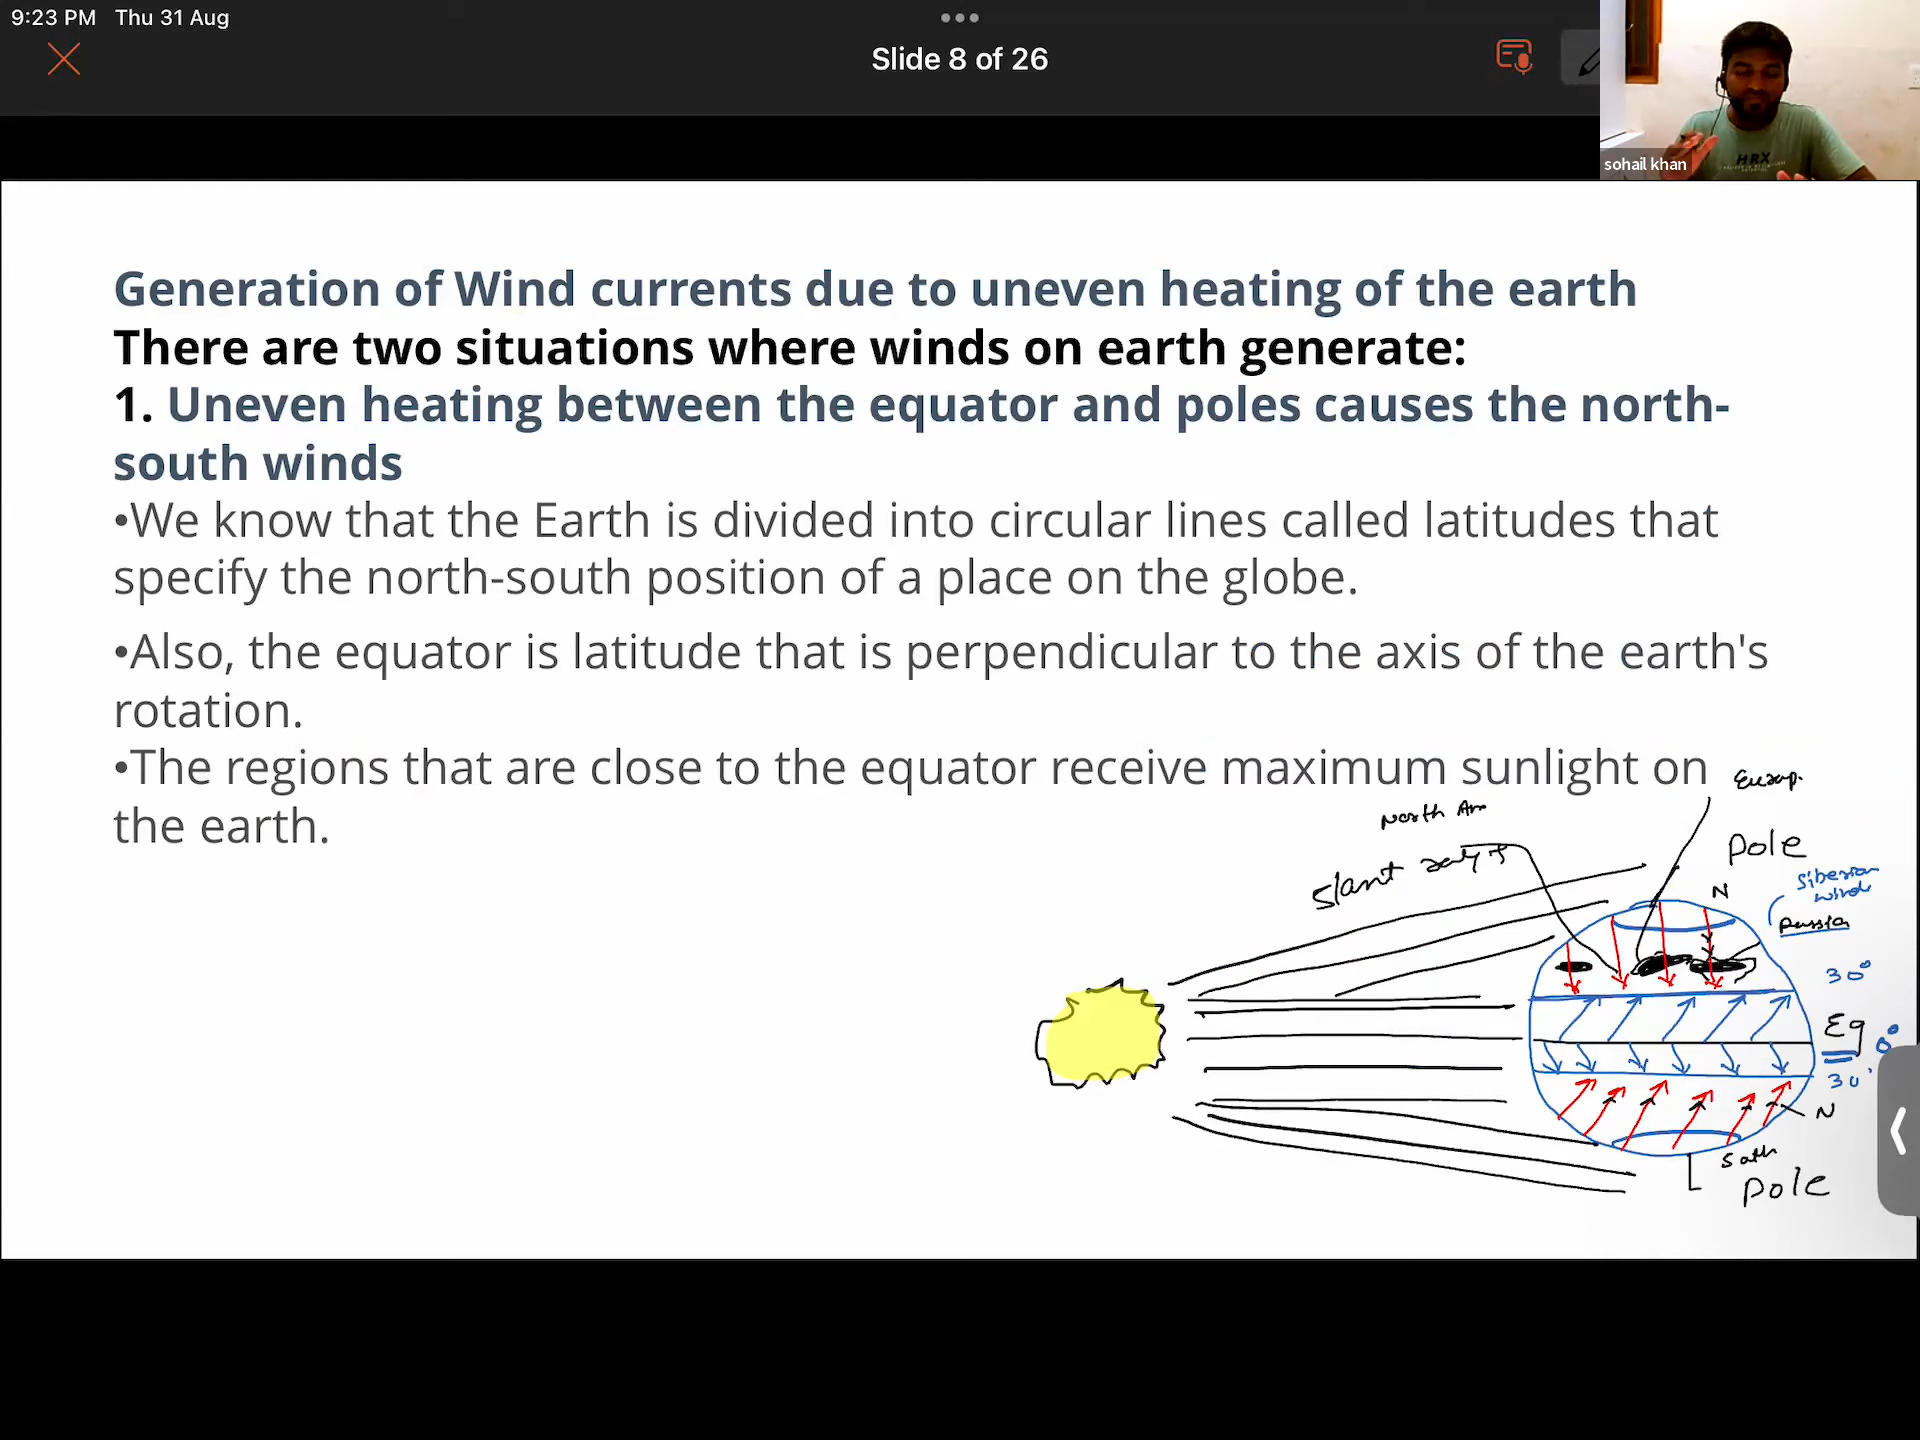 9:23 PM Thu 31 Aug
Slide 8 of 26
sohail khan
HRX
Generation of Wind currents due to uneven heating of the earth
There are two situations where winds on earth generate:
1. Uneven heating between the equator and poles causes the north-
south winds
•We know that the Earth is divided into circular lines called latitudes that
specify the north-south position of a place on the globe.
•Also, the equator is latitude that is perpendicular to the axis of the earth's
rotation.
•The regions that are close to the equator receive maximum sunlight on
the earth.
North Am
Slant
Pole
N
Siberian
wind
Russia
30°
Eq
0°
30°
N
Pole